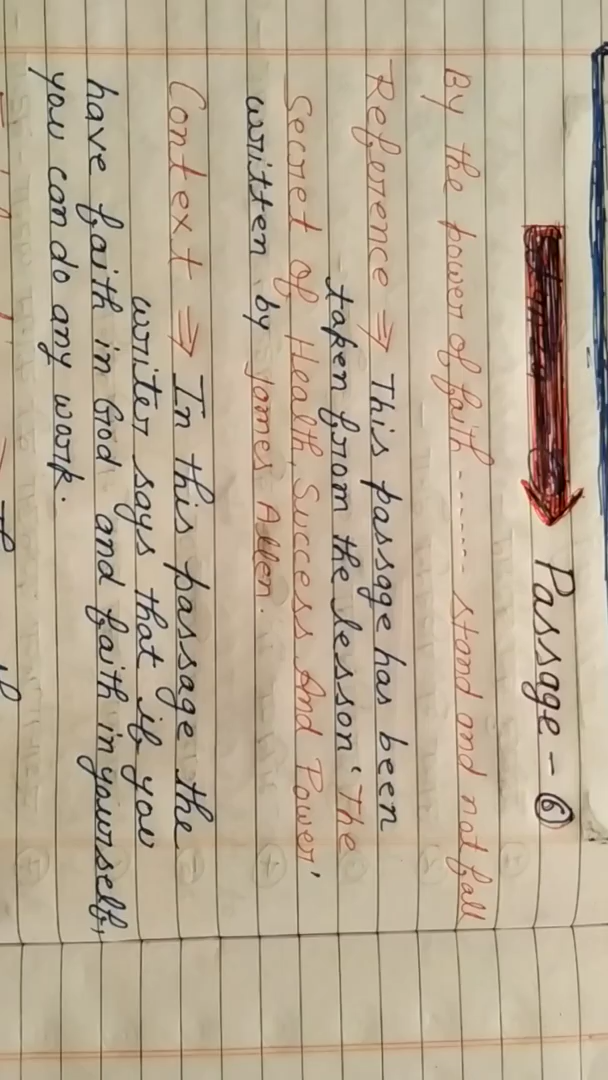 Passage - 6
By the power of faith ...... stand and not fall
Reference ⇒ This passage has been
taken from the lesson 'The
Secret of Health, Success And Power'
written by James Allen.
Context ⇒ In this passage the
writer says that if you
have faith in God and faith in yourself,
you can do any work.